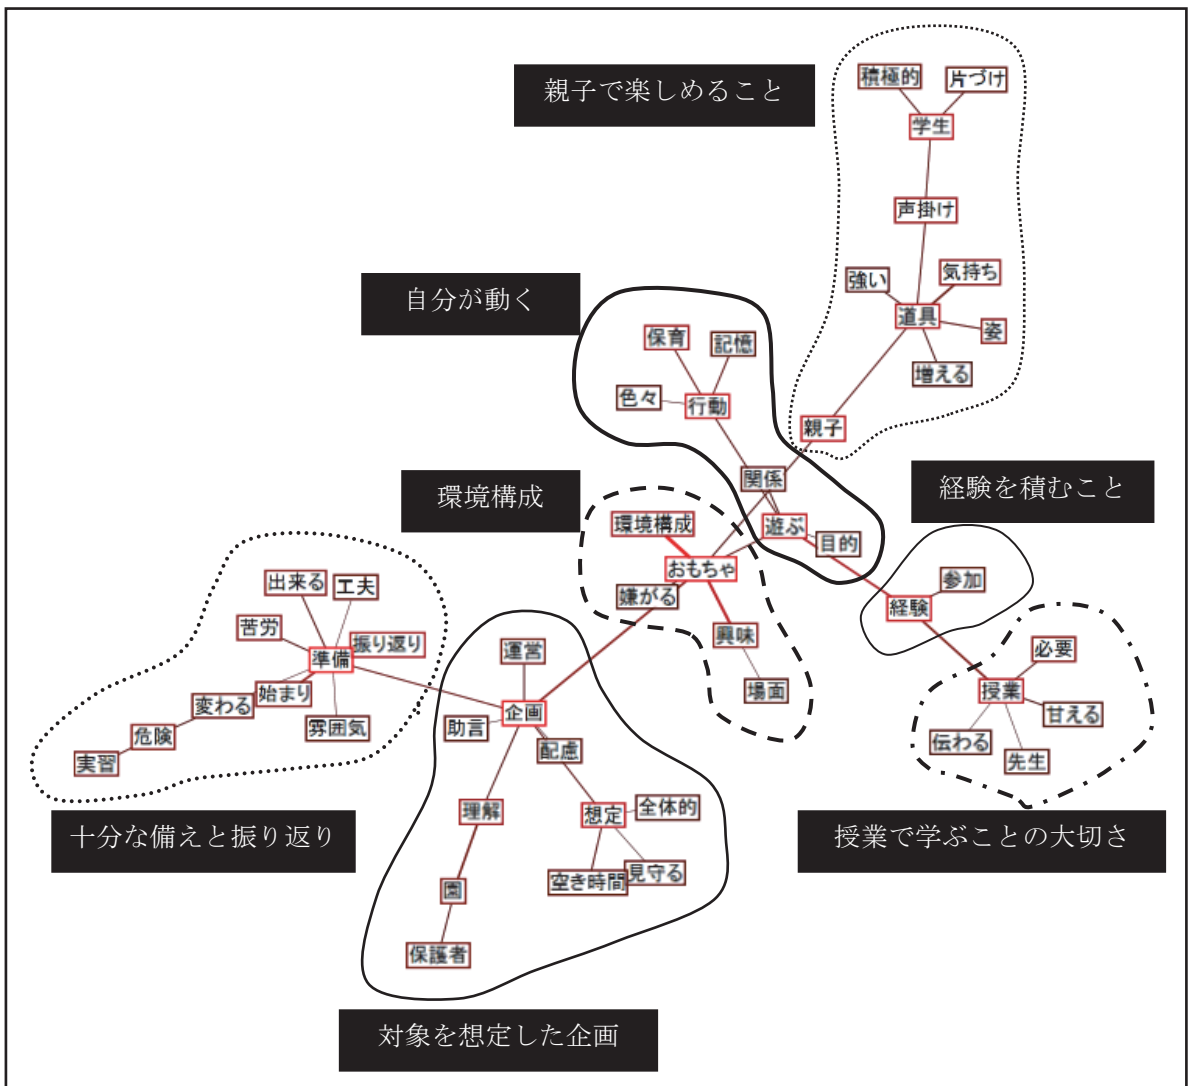 親子で楽しめること
積極的
片づけ
学生
声掛け
強い
気持ち
道具
姿
増える
親子
自分が動く
保育
記憶
色々
行動
関係
遊ぶ
目的
環境構成
環境構成
おもちゃ
嫌がる
興味
場面
経験を積むこと
参加
経験
必要
授業
甘える
伝わる
先生
授業で学ぶことの大切さ
出来る
工夫
苦労
振り返り
準備
始まり
変わる
雰囲気
危険
実習
十分な備えと振り返り
運営
企画
助言
配慮
理解
想定
全体的
空き時間
見守る
園
保護者
対象を想定した企画